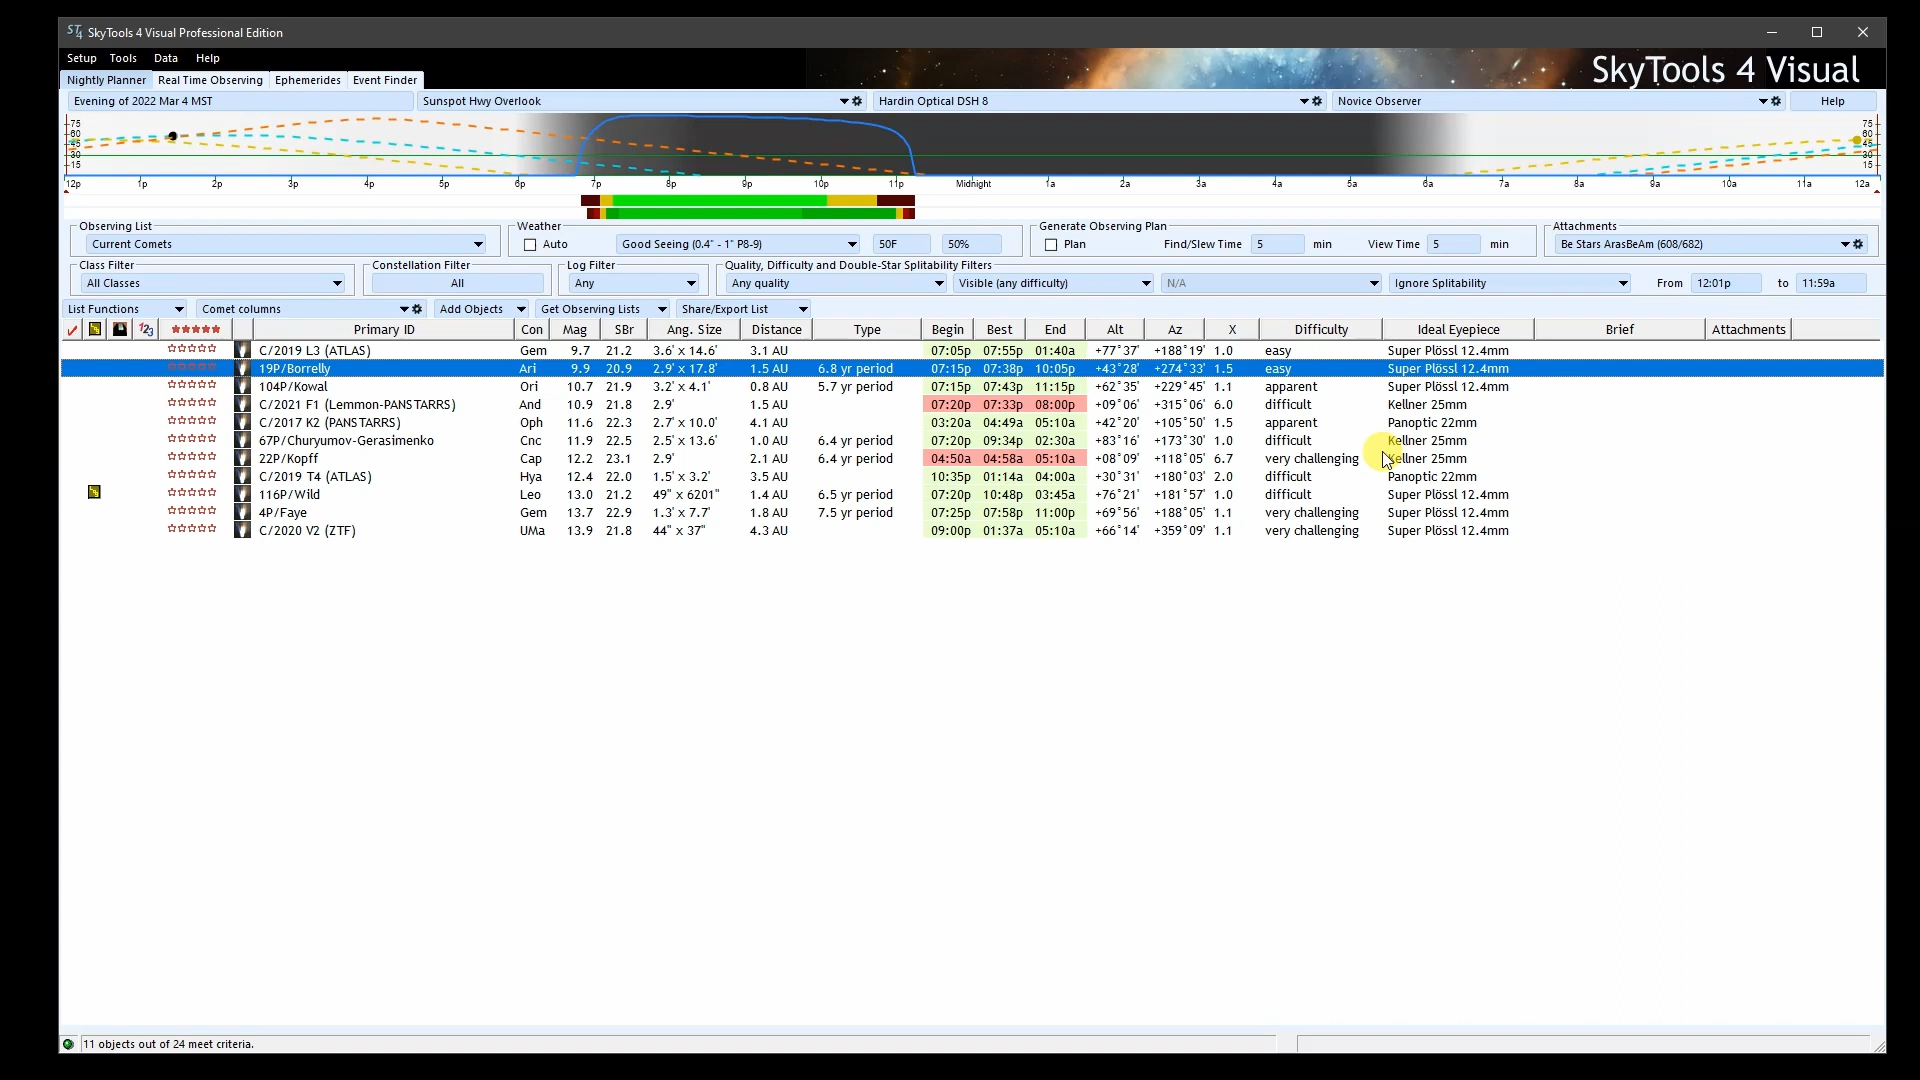 ST4 SkyTools 4 Visual Professional Edition
Setup Tools Data Help
SkyTools 4 Visual
Nightly Planner Real Time Observing Ephemerides Event Finder
Evening of 2022 Mar 4 MST Sunspot Hwy Overlook Hardin Optical DSH 8 Novice Observer Help
75 75
60 60
45 45
30 30
15 15
12p 1p 2p 3p 4p 5p 6p 7p 8p 9p 10p 11p Midnight 1a 2a 3a 4a 5a 6a 7a 8a 9a 10a 11a 12a
Observing List Weather Generate Observing Plan Attachments
Current Comets Auto Good Seeing (0.4" - 1" P8-9) 50F 50% Plan Find/Slew Time 5 min View Time 5 min Be Stars ArasBeAm (608/682)
Class Filter Constellation Filter Log Filter Quality, Difficulty and Double-Star Splitability Filters
All Classes All Any Any quality Visible (any difficulty) N/A Ignore Splitability From 12:01p to 11:59a
List Functions Comet columns Add Objects Get Observing Lists Share/Export List
123 Primary ID Con Mag SBr Ang. Size Distance Type Begin Best End Alt Az X Difficulty Ideal Eyepiece Brief Attachments
C/2019 L3 (ATLAS) Gem 9.7 21.2 3.6' x 14.6' 3.1 AU 07:05p 07:55p 01:40a +77°37' +188°19' 1.0 easy Super Plössl 12.4mm
19P/Borrelly Ari 9.9 20.9 2.9' x 17.8' 1.5 AU 6.8 yr period 07:15p 07:38p 10:05p +43°28' +274°33' 1.5 easy Super Plössl 12.4mm
104P/Kowal Ori 10.7 21.9 3.2' x 4.1' 0.8 AU 5.7 yr period 07:15p 07:43p 11:15p +62°35' +229°45' 1.1 apparent Super Plössl 12.4mm
C/2021 F1 (Lemmon-PANSTARRS) And 10.9 21.8 2.9' 1.5 AU 07:20p 07:33p 08:00p +09°06' +315°06' 6.0 difficult Kellner 25mm
C/2017 K2 (PANSTARRS) Oph 11.6 22.3 2.7' x 10.0' 4.1 AU 03:20a 04:49a 05:10a +42°20' +105°50' 1.5 apparent Panoptic 22mm
67P/Churyumov-Gerasimenko Cnc 11.9 22.5 2.5' x 13.6' 1.0 AU 6.4 yr period 07:20p 09:34p 02:30a +83°16' +173°30' 1.0 difficult Kellner 25mm
22P/Kopff Cap 12.2 23.1 2.9' 2.1 AU 6.4 yr period 04:50a 04:58a 05:10a +08°09' +118°05' 6.7 very challenging Kellner 25mm
C/2019 T4 (ATLAS) Hya 12.4 22.0 1.5' x 3.2' 3.5 AU 10:35p 01:14a 04:00a +30°31' +180°03' 2.0 difficult Panoptic 22mm
116P/Wild Leo 13.0 21.2 49" x 6201" 1.4 AU 6.5 yr period 07:20p 10:48p 03:45a +76°21' +181°57' 1.0 difficult Super Plössl 12.4mm
4P/Faye Gem 13.7 22.9 1.3' x 7.7' 1.8 AU 7.5 yr period 07:25p 07:58p 11:00p +69°56' +188°05' 1.1 very challenging Super Plössl 12.4mm
C/2020 V2 (ZTF) UMa 13.9 21.8 44" x 37" 4.3 AU 09:00p 01:37a 05:10a +66°14' +359°09' 1.1 very challenging Super Plössl 12.4mm
11 objects out of 24 meet criteria.